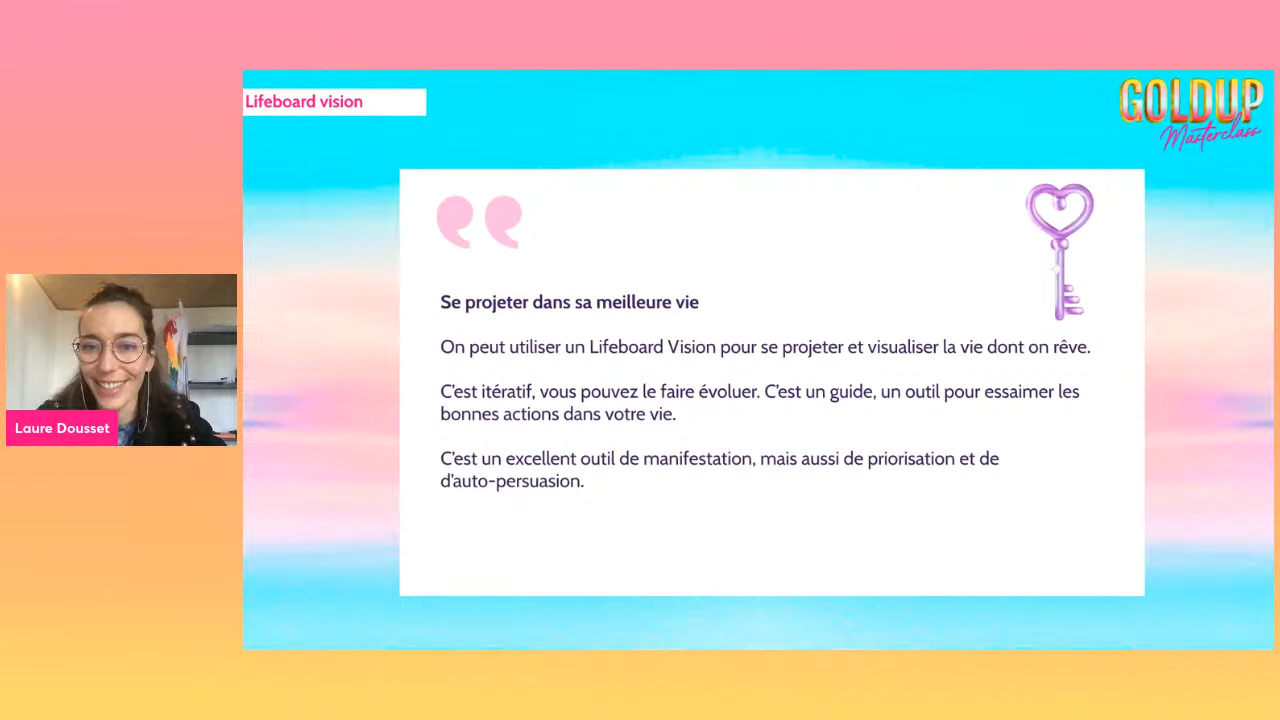 Lifeboard vision
GOLDUP
Masterclass
Se projeter dans sa meilleure vie
On peut utiliser un Lifeboard Vision pour se projeter et visualiser la vie dont on rêve.
C'est itératif, vous pouvez le faire évoluer. C'est un guide, un outil pour essaimer les
bonnes actions dans votre vie.
C'est un excellent outil de manifestation, mais aussi de priorisation et de
d'auto-persuasion.
Laure Dousset